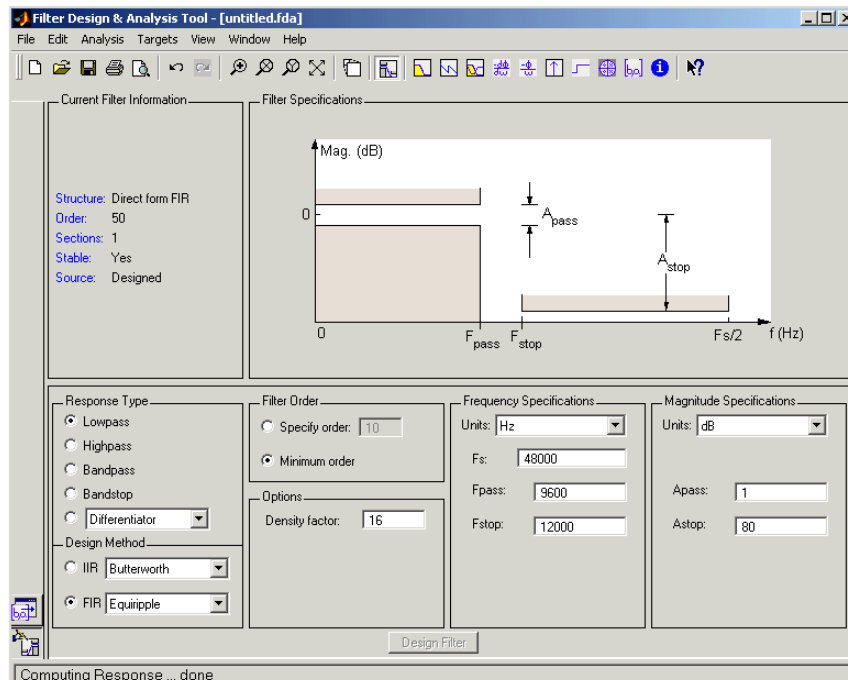 Filter Design & Analysis Tool - [untitled.fda]
File Edit Analysis Targets View Window Help
Current Filter Information
Structure: Direct form FIR
Order: 50
Sections: 1
Stable: Yes
Source: Designed
Filter Specifications
Mag. (dB)
0
A pass
A stop
0
F pass
F stop
Fs/2
f (Hz)
Response Type
Lowpass
Highpass
Bandpass
Bandstop
Differentiator
Design Method
IIR Butterworth
FIR Equiripple
Filter Order
Specify order: 10
Minimum order
Options
Density factor: 16
Frequency Specifications
Units: Hz
Fs: 48000
Fpass: 9600
Fstop: 12000
Magnitude Specifications
Units: dB
Apass: 1
Astop: 80
Design Filter
Computing Response ... done